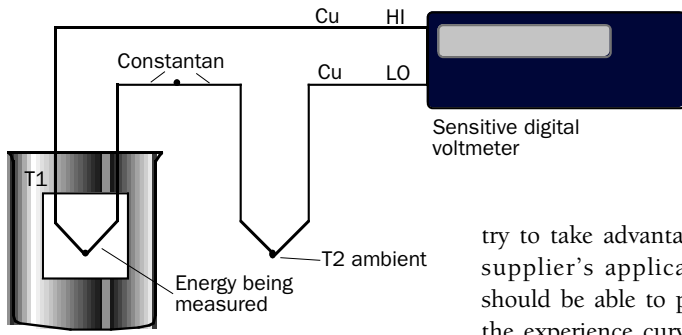 Cu HI
Constantan
Cu LO
Sensitive digital
voltmeter
T1
T2 ambient
Energy being
measured
try to take advanta
supplier's applica
should be able to p
the experience curv